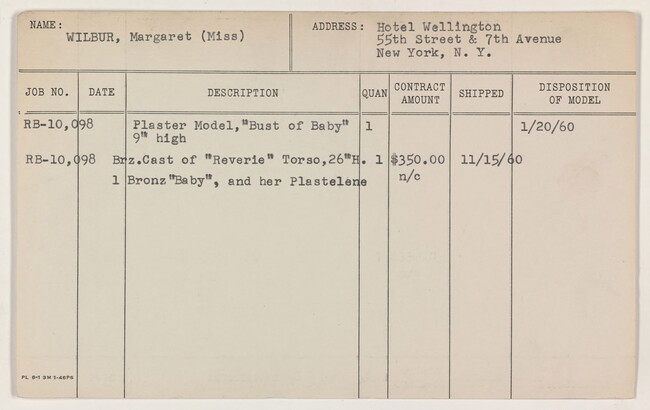 NAME: WILBUR, Margaret (Miss)
ADDRESS: Hotel Wellington
55th Street & 7th Avenue
New York, N. Y.
JOB NO. DATE DESCRIPTION QUAN CONTRACT AMOUNT SHIPPED DISPOSITION OF MODEL
RB-10,098 Plaster Model,"Bust of Baby" 1 1/20/60
9" high
RB-10,098 Brz.Cast of "Reverie" Torso,26"H. 1 $350.00 11/15/60
1 Bronz"Baby", and her Plastelene n/c